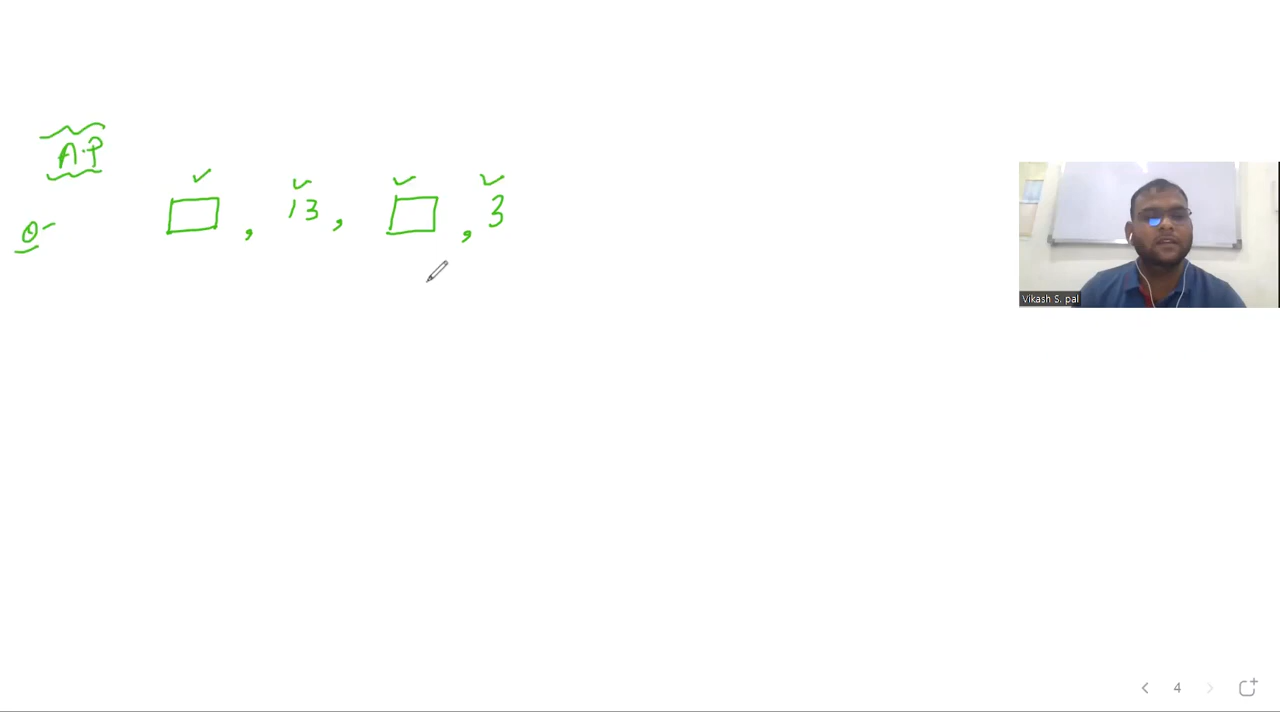 A.P
Q- □ , 13, □ , 3
Vikash S. pal
4